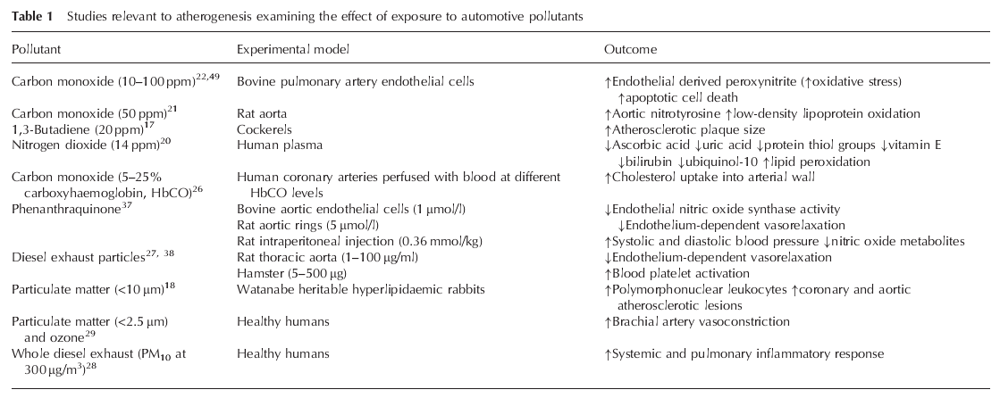 Table 1 Studies relevant to atherogenesis examining the effect of exposure to automotive pollutants
Pollutant Experimental model Outcome
Carbon monoxide (10–100 ppm)22,49 Bovine pulmonary artery endothelial cells ↑Endothelial derived peroxynitrite (↑oxidative stress)
↑apoptotic cell death
Carbon monoxide (50 ppm)21 Rat aorta ↑Aortic nitrotyrosine ↑low-density lipoprotein oxidation
1,3-Butadiene (20 ppm)17 Cockerels ↑Atherosclerotic plaque size
Nitrogen dioxide (14 ppm)20 Human plasma ↓Ascorbic acid ↓uric acid ↓protein thiol groups ↓vitamin E
↓bilirubin ↓ubiquinol-10 ↑lipid peroxidation
Carbon monoxide (5–25% Human coronary arteries perfused with blood at different ↑Cholesterol uptake into arterial wall
carboxyhaemoglobin, HbCO)26 HbCO levels
Phenanthraquinone37 Bovine aortic endothelial cells (1 µmol/l) ↓Endothelial nitric oxide synthase activity
Rat aortic rings (5 µmol/l) ↓Endothelium-dependent vasorelaxation
Rat intraperitoneal injection (0.36 mmol/kg) ↑Systolic and diastolic blood pressure ↓nitric oxide metabolites
Diesel exhaust particles27, 38 Rat thoracic aorta (1–100 µg/ml) ↓Endothelium-dependent vasorelaxation
Hamster (5–500 µg) ↑Blood platelet activation
Particulate matter (<10 µm)18 Watanabe heritable hyperlipidaemic rabbits ↑Polymorphonuclear leukocytes ↑coronary and aortic
atherosclerotic lesions
Particulate matter (<2.5 µm) Healthy humans ↑Brachial artery vasoconstriction
and ozone29
Whole diesel exhaust (PM10 at Healthy humans ↑Systemic and pulmonary inflammatory response
300 µg/m3)28